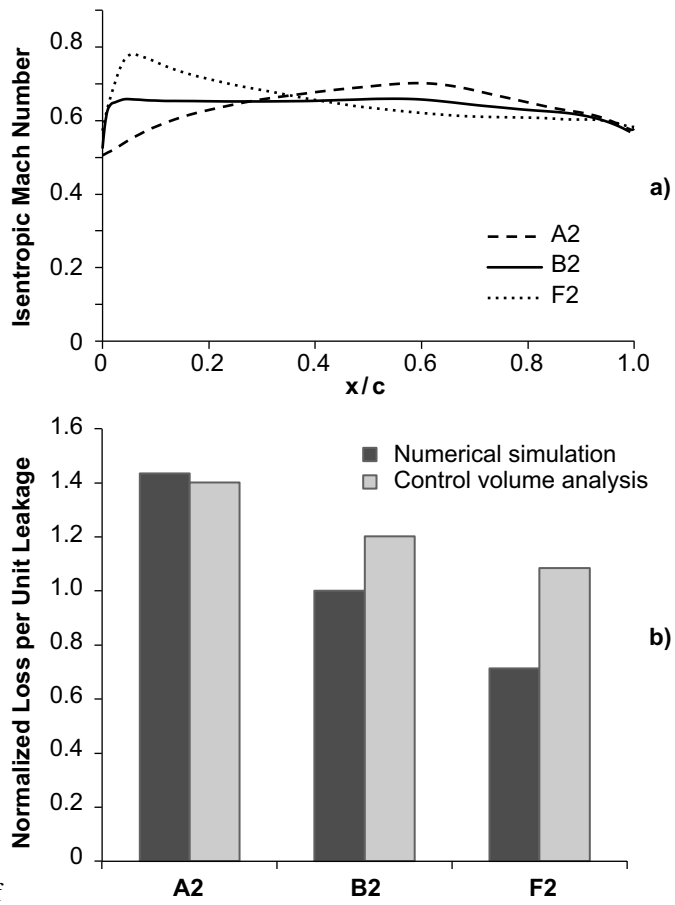 0.8
0.6
0.4
0.2
0
Isentropic Mach Number
A2
B2
F2
a)
0 0.2 0.4 0.6 0.8 1.0
x/c
1.6
1.4
1.2
1.0
0.8
0.6
0.4
0.2
0
Normalized Loss per Unit Leakage
Numerical simulation
Control volume analysis
b)
A2 B2 F2